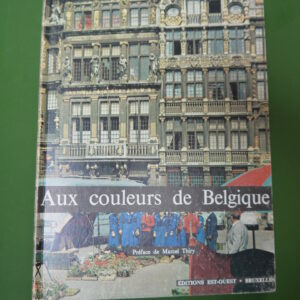 Aux couleurs de Belgique
Préface de Marcel Thiry
EDITIONS EST-OUEST • BRUXELLES